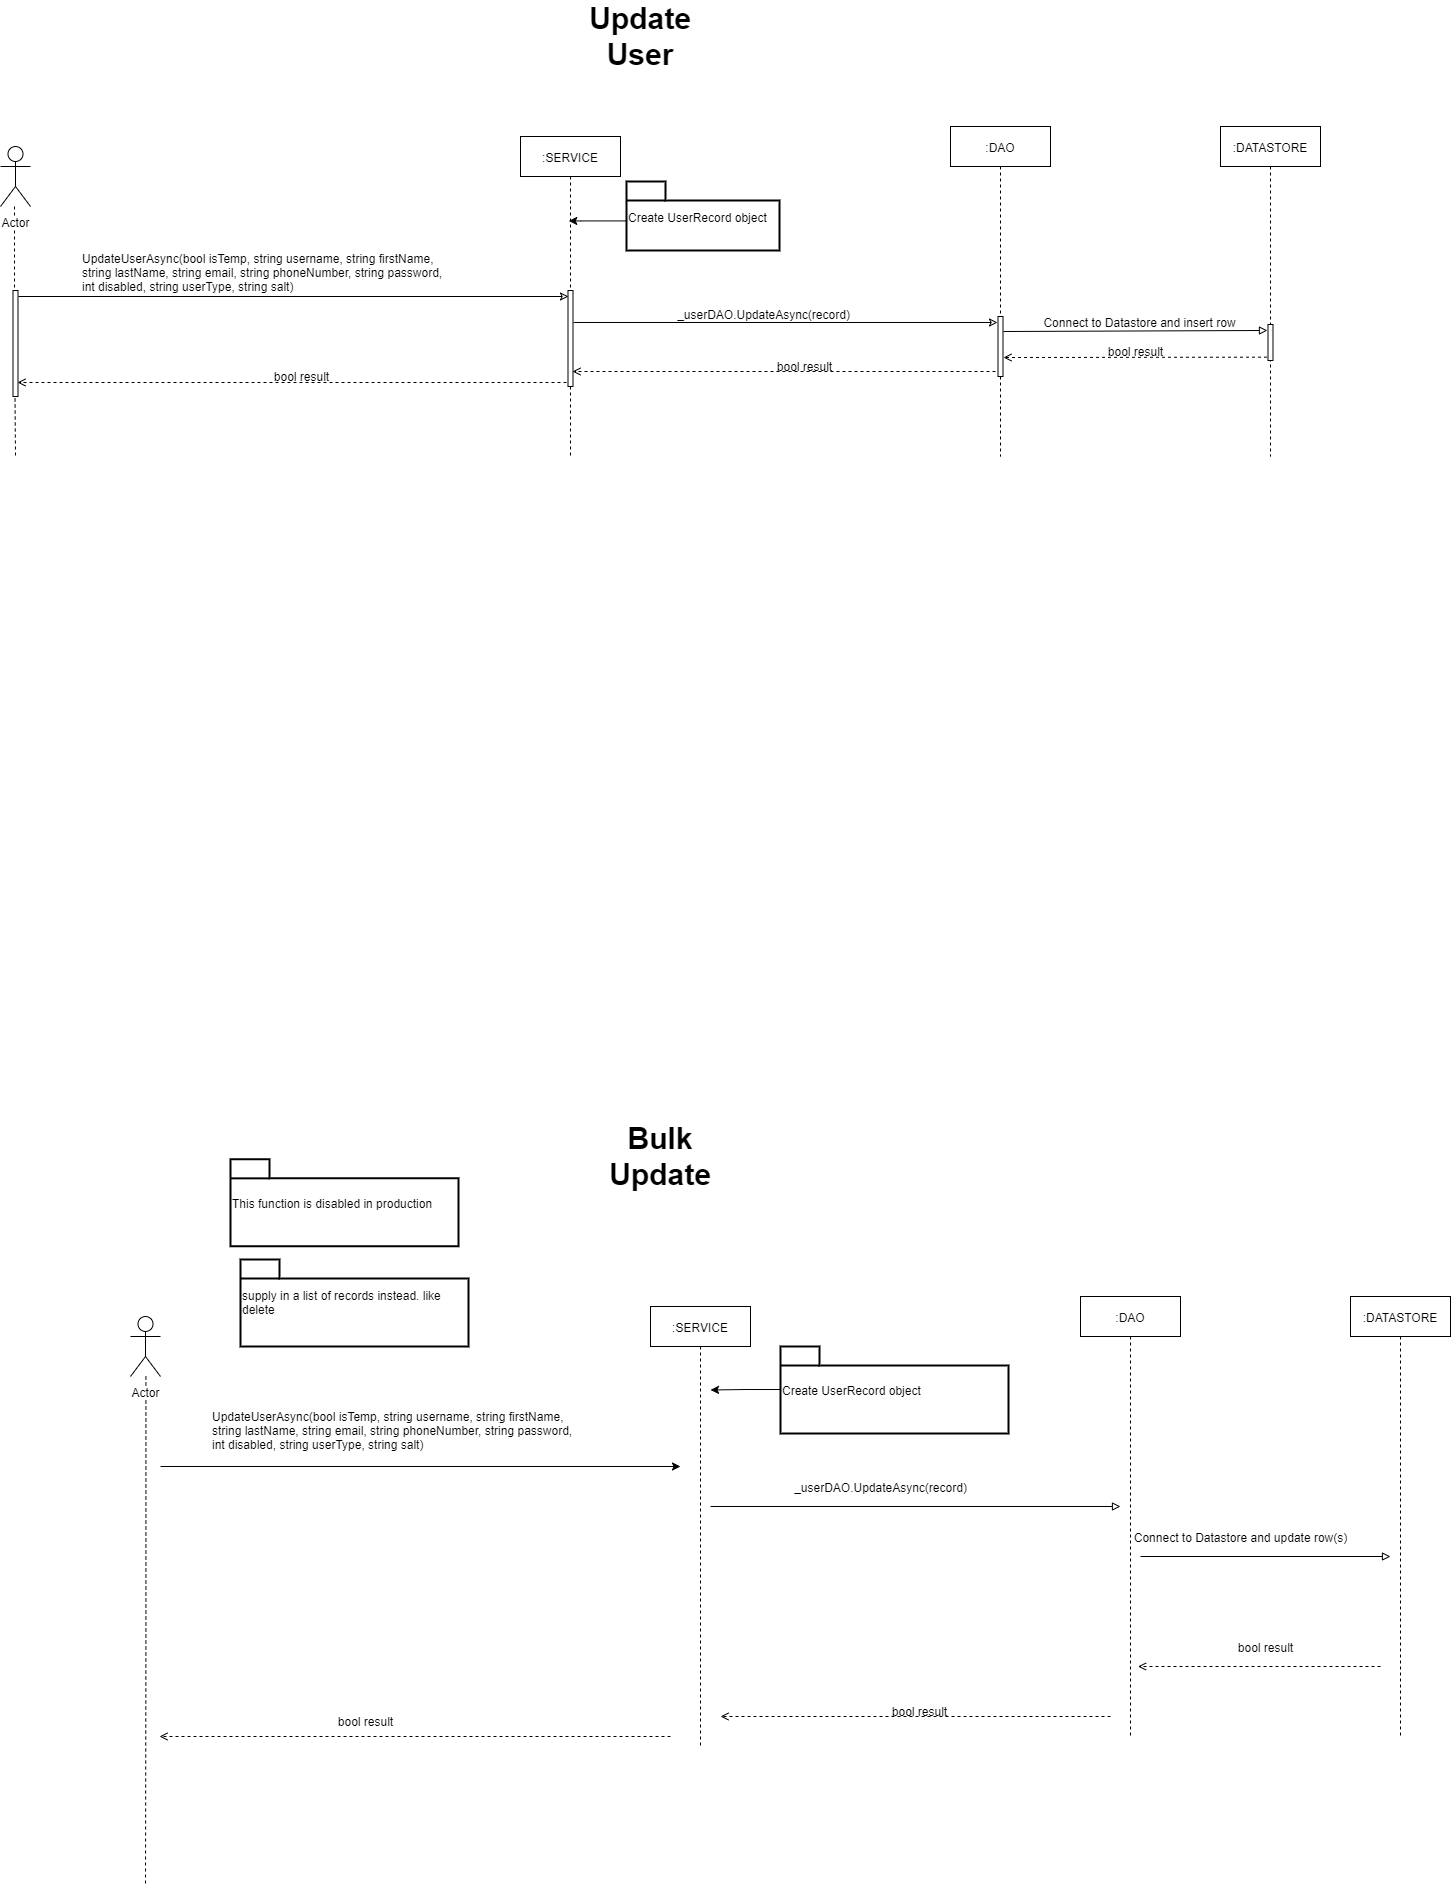 Update
User
:SERVICE
:DAO
:DATASTORE
Actor
Create UserRecord object
UpdateUserAsync(bool isTemp, string username, string firstName,
string lastName, string email, string phoneNumber, string password,
int disabled, string userType, string salt)
_userDAO.UpdateAsync(record)
Connect to Datastore and insert row
bool result
bool result
bool result
Bulk
Update
This function is disabled in production
supply in a list of records instead. like
delete
:SERVICE
:DAO
:DATASTORE
Actor
Create UserRecord object
UpdateUserAsync(bool isTemp, string username, string firstName,
string lastName, string email, string phoneNumber, string password,
int disabled, string userType, string salt)
_userDAO.UpdateAsync(record)
Connect to Datastore and update row(s)
bool result
bool result
bool result